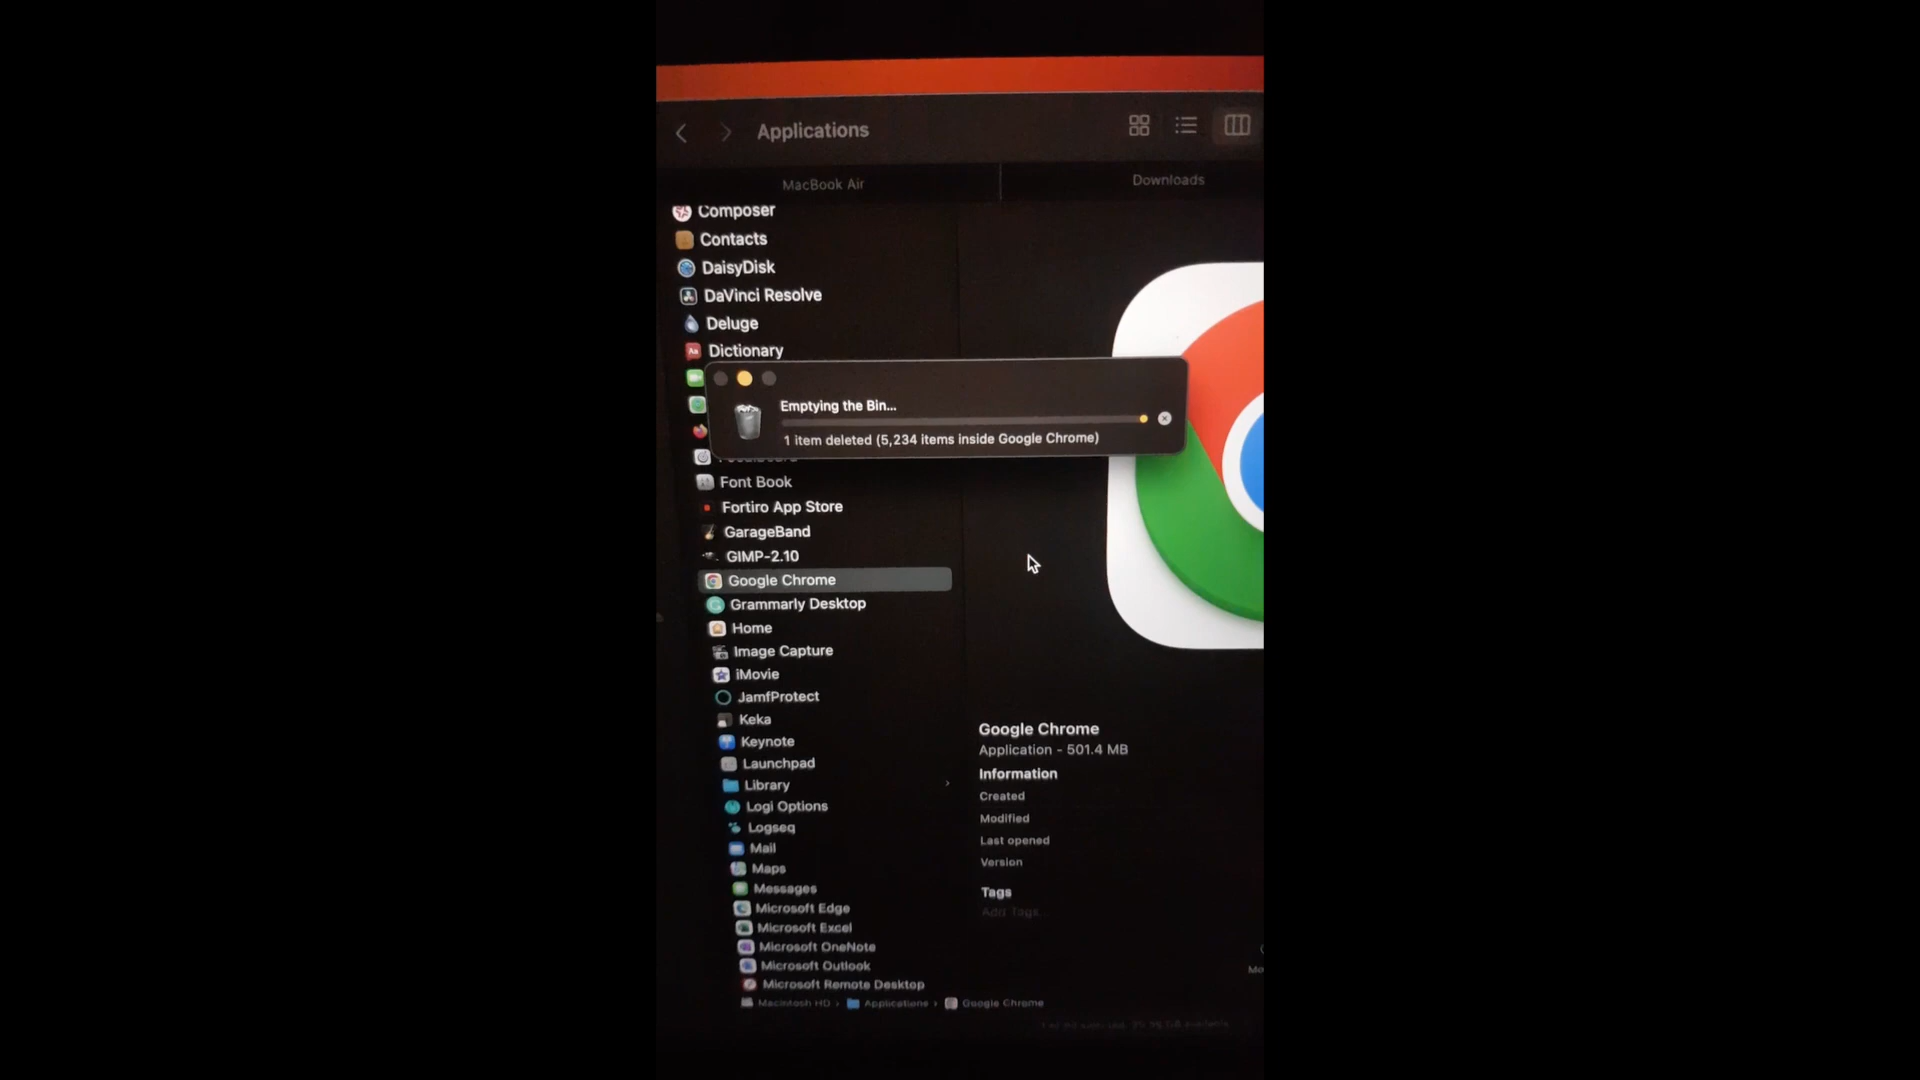 Applications
MacBook Air
Downloads
Composer
Contacts
DaisyDisk
DaVinci Resolve
Deluge
Dictionary
Emptying the Bin...
1 item deleted (5,234 items inside Google Chrome)
Font Book
Fortiro App Store
GarageBand
GIMP-2.10
Google Chrome
Grammarly Desktop
Home
Image Capture
iMovie
JamfProtect
Keka
Keynote
Launchpad
Library
Logi Options
Logseq
Mail
Maps
Messages
Microsoft Edge
Microsoft Excel
Microsoft OneNote
Microsoft Outlook
Microsoft Remote Desktop
Google Chrome
Application - 501.4 MB
Information
Created
Modified
Last opened
Version
Tags
Add Tags...
Mo
Macintosh HD › Applications › Google Chrome